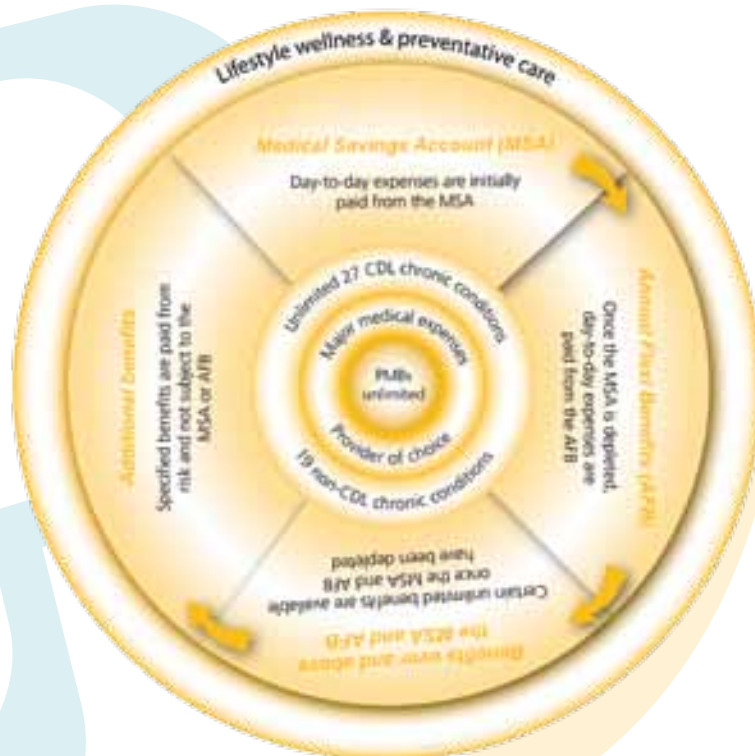 Lifestyle wellness & preventative care
Medical Savings Account (MSA)
Day-to-day expenses are initially
paid from the MSA
Annual Flexi Benefits (AFB)
Once the MSA is depleted,
day-to-day expenses are
paid from the AFB
Benefits over and above
the MSA and AFB
Certain unlimited benefits are available
once the MSA and AFB
have been depleted
Additional benefits
Specified benefits are paid from
risk and not subject to the
MSA or AFB
Unlimited 27 CDL chronic conditions
Major medical expenses
PMBs
unlimited
Provider of choice
19 non-CDL chronic conditions